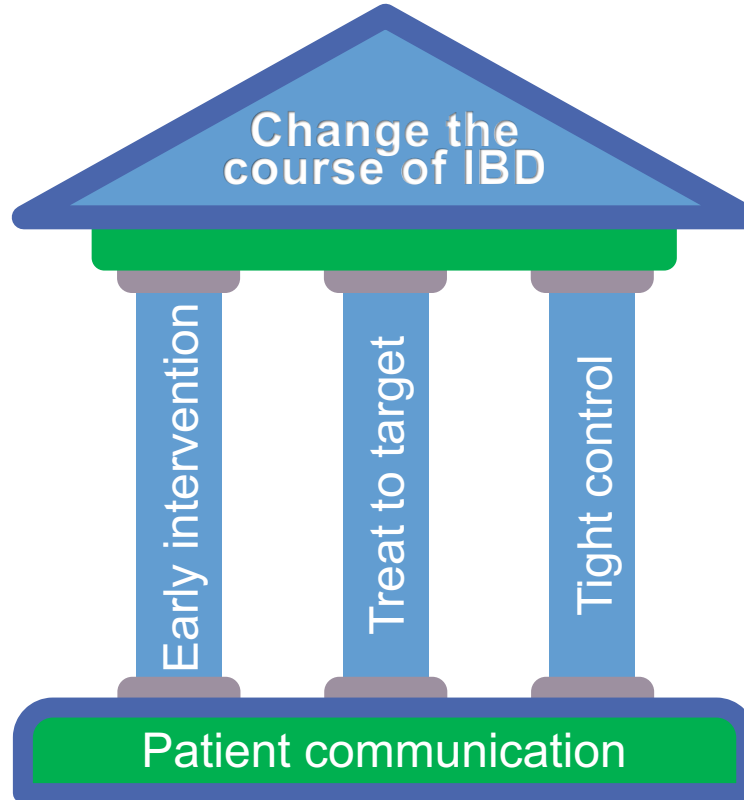 Change the
course of IBD
Early intervention
Treat to target
Tight control
Patient communication